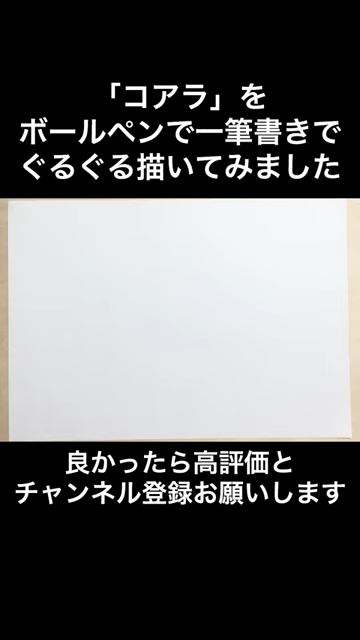 「コアラ」を
ボールペンで一筆書きで
ぐるぐる描いてみました
良かったら高評価と
チャンネル登録お願いします